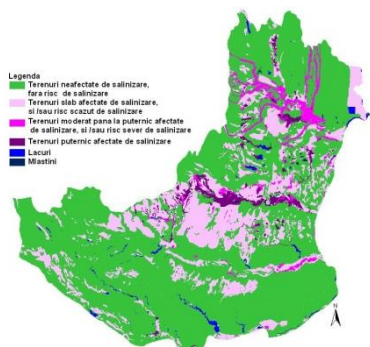 Legenda
Terenuri neafectate de salinizare,
fara risc de salinizare
Terenuri slab afectate de salinizare,
si /sau risc scazut de salinizare
Terenuri moderat pana la puternic afectate
de salinizare, si /sau risc sever de salinizare
Terenuri puternic afectate de salinizare
Lacuri
Mlastini
N